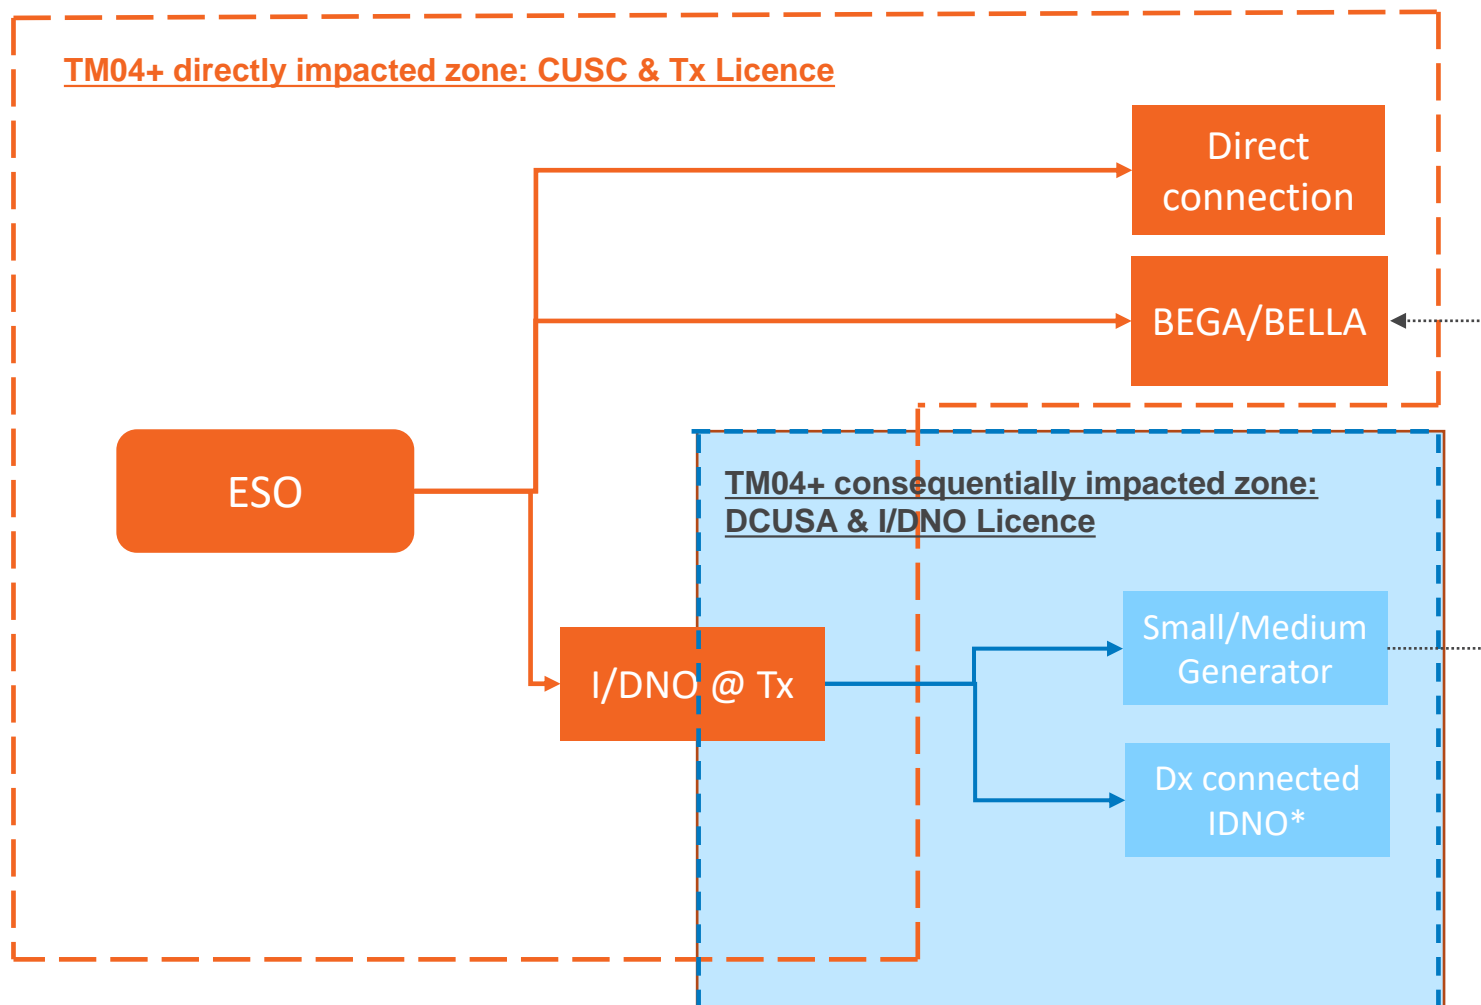 TM04+ directly impacted zone: CUSC & Tx Licence
Direct
connection
BEGA/BELLA
ESO
TM04+ consequentially impacted zone:
DCUSA & I/DNO Licence
Small/Medium
Generator
I/DNO @ Tx
Dx connected
IDNO*